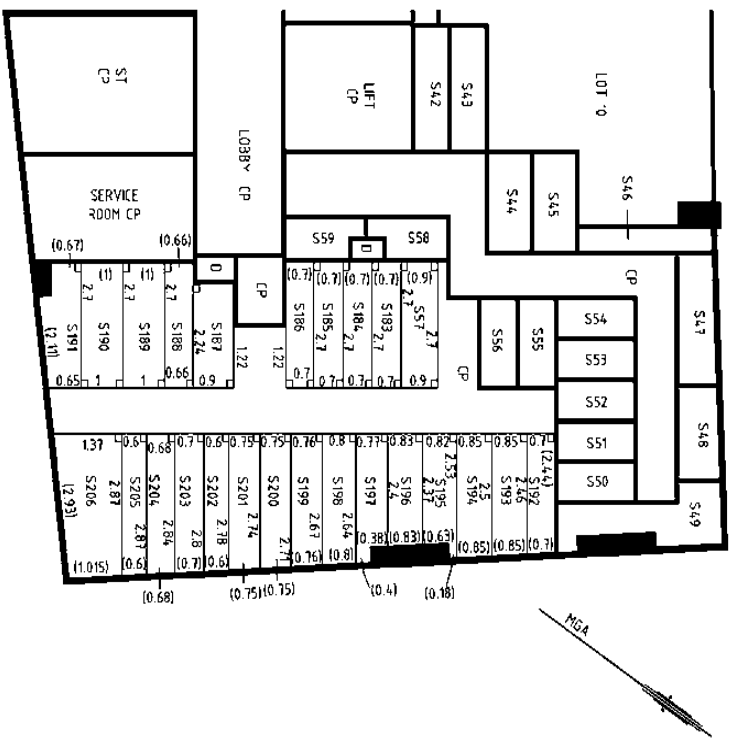 ST
CP
LIFT
CP
S42
S43
LOT 'O'
LOBBY CP
SERVICE
ROOM CP
S44
S45
S46
S59
S58
D
(0.67)
(0.66)
D
CP
CP
(1)
(1)
(0.7)
(0.7)
(0.7)
(0.7)
(0.9)
2.7
2.7
2.7
2.7
2.7
S191
S190
S189
S188
S187
2.24
S186
S185
S184
S183
S57
2.7
2.7
2.7
2.7
(2.11)
1.22
1.22
0.65
1
1
0.66
0.9
0.7
0.7
0.7
0.7
0.9
CP
S56
S55
S54
S53
S52
S51
S50
S47
S48
S49
1.37
0.6
0.68
0.7
0.6
0.75
0.75
0.76
0.8
0.77
0.83
0.82
0.85
0.85
0.7
(2.93)
S206
2.87
S205
2.87
S204
2.84
S203
2.8
S202
2.78
S201
2.74
S200
2.71
S199
2.67
S198
2.64
S197
2.4
S196
2.37
S195
2.53
S194
2.5
S193
2.46
S192
(2.44)
(1.015)
(0.6)
(0.7)
(0.6)
(0.76)
(0.8)
(0.38)
(0.83)
(0.63)
(0.85)
(0.85)
(0.7)
(0.68)
(0.75)
(0.75)
(0.4)
(0.18)
MGA